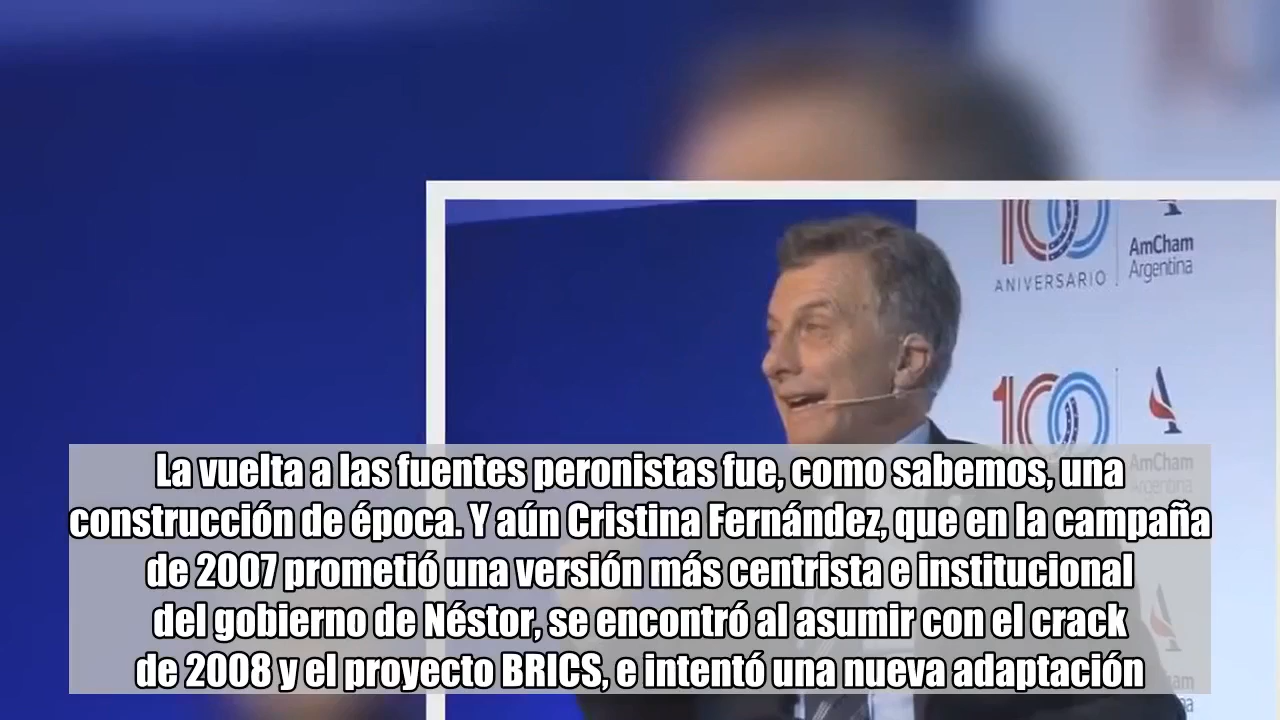 100
ANIVERSARIO
AmCham
Argentina
100
AmCham
Argentina
La vuelta a las fuentes peronistas fue, como sabemos, una
construcción de época. Y aún Cristina Fernández, que en la campaña
de 2007 prometió una versión más centrista e institucional
del gobierno de Néstor, se encontró al asumir con el crack
de 2008 y el proyecto BRICS, e intentó una nueva adaptación